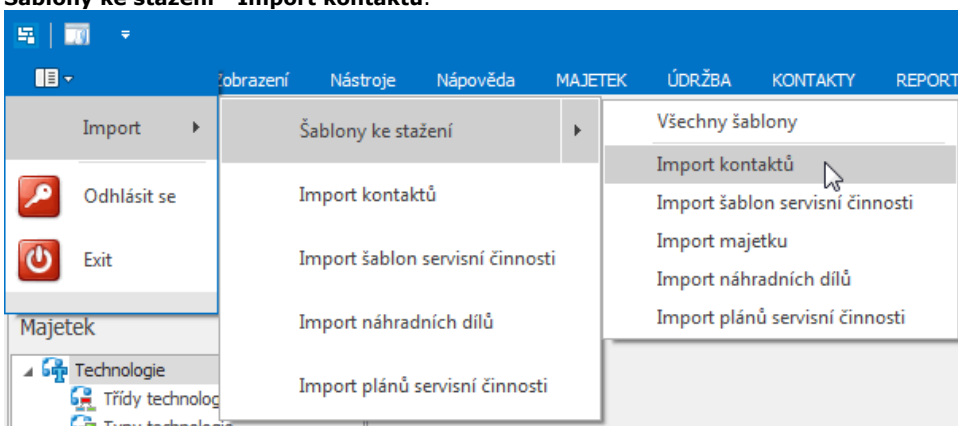 Šablony ke stažení - Import kontaktů.
Zobrazení Nástroje Nápověda MAJETEK ÚDRŽBA KONTAKTY REPORT
Import
Odhlásit se
Exit
Šablony ke stažení
Import kontaktů
Import šablon servisní činnosti
Import náhradních dílů
Import plánů servisní činnosti
Všechny šablony
Import kontaktů
Import šablon servisní činnosti
Import majetku
Import náhradních dílů
Import plánů servisní činnosti
Majetek
Technologie
Třídy technolog